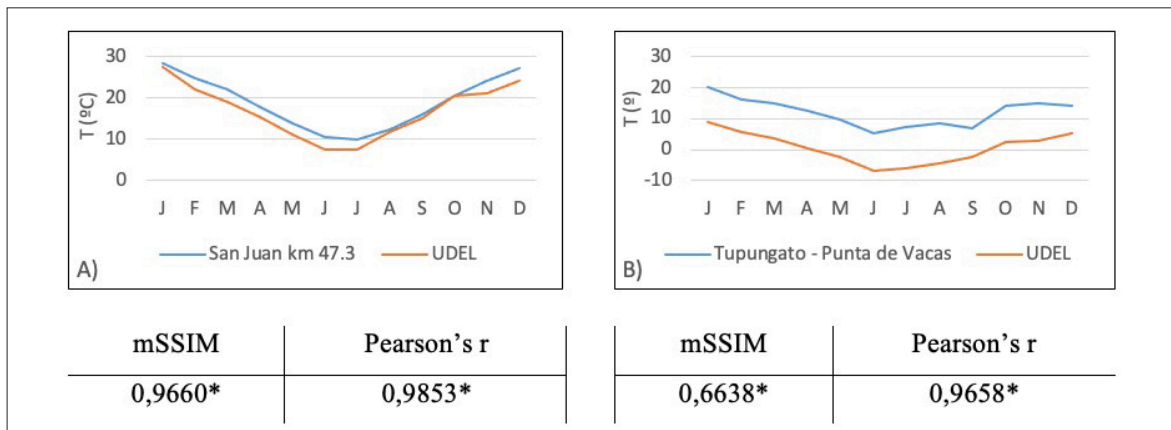 30
20
10
0
T (ºC)
J F M A M J J A S O N D
San Juan km 47.3 UDEL
A)
30
20
10
0
-10
T (º)
J F M A M J J A S O N D
Tupungato - Punta de Vacas UDEL
B)
mSSIM Pearson’s r
0,9660* 0,9853*
mSSIM Pearson’s r
0,6638* 0,9658*